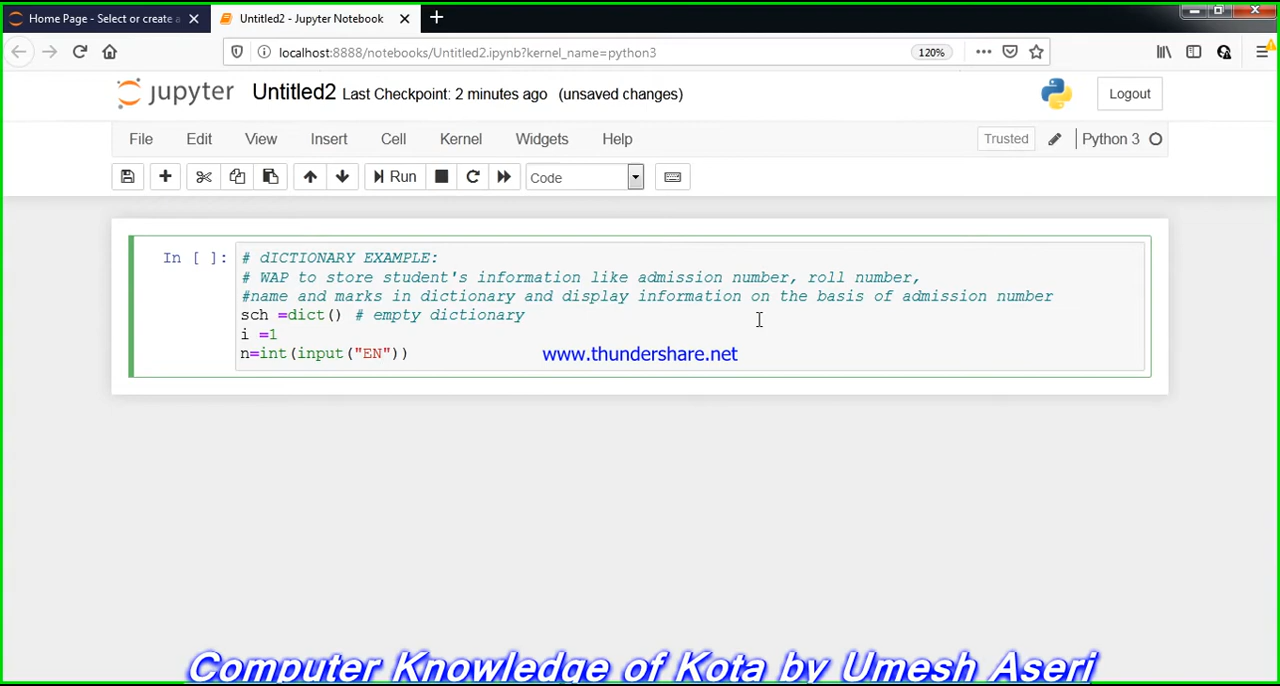 Home Page - Select or create a
Untitled2 - Jupyter Notebook
localhost:8888/notebooks/Untitled2.ipynb?kernel_name=python3
120%
jupyter Untitled2 Last Checkpoint: 2 minutes ago (unsaved changes)
Logout
File Edit View Insert Cell Kernel Widgets Help
Trusted
Python 3
Run
Code
In [ ]:
# dICTIONARY EXAMPLE:
# WAP to store student's information like admission number, roll number,
#name and marks in dictionary and display information on the basis of admission number
sch =dict() # empty dictionary
i =1
n=int(input("EN"))
www.thundershare.net
Computer Knowledge of Kota by Umesh Aseri